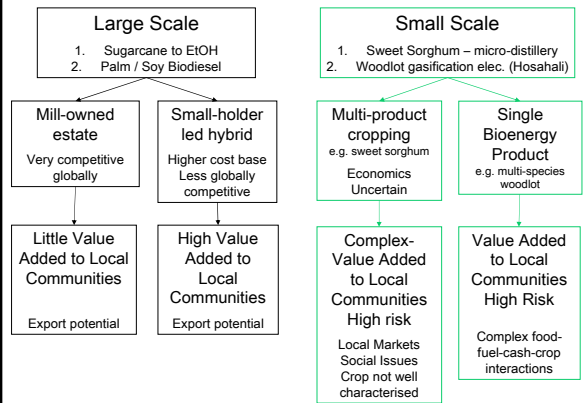 Large Scale
1. Sugarcane to EtOH
2. Palm / Soy Biodiesel
Mill-owned
estate
Very competitive
globally
Small-holder
led hybrid
Higher cost base
Less globally
competitive
Little Value
Added to Local
Communities
Export potential
High Value
Added to
Local
Communities
Export potential
Small Scale
1. Sweet Sorghum – micro-distillery
2. Woodlot gasification elec. (Hosahali)
Multi-product
cropping
e.g. sweet sorghum
Economics
Uncertain
Single
Bioenergy
Product
e.g. multi-species
woodlot
Complex-
Value Added
to Local
Communities
High risk
Local Markets
Social Issues
Crop not well
characterised
Value Added
to Local
Communities
High Risk
Complex food-
fuel-cash-crop
interactions